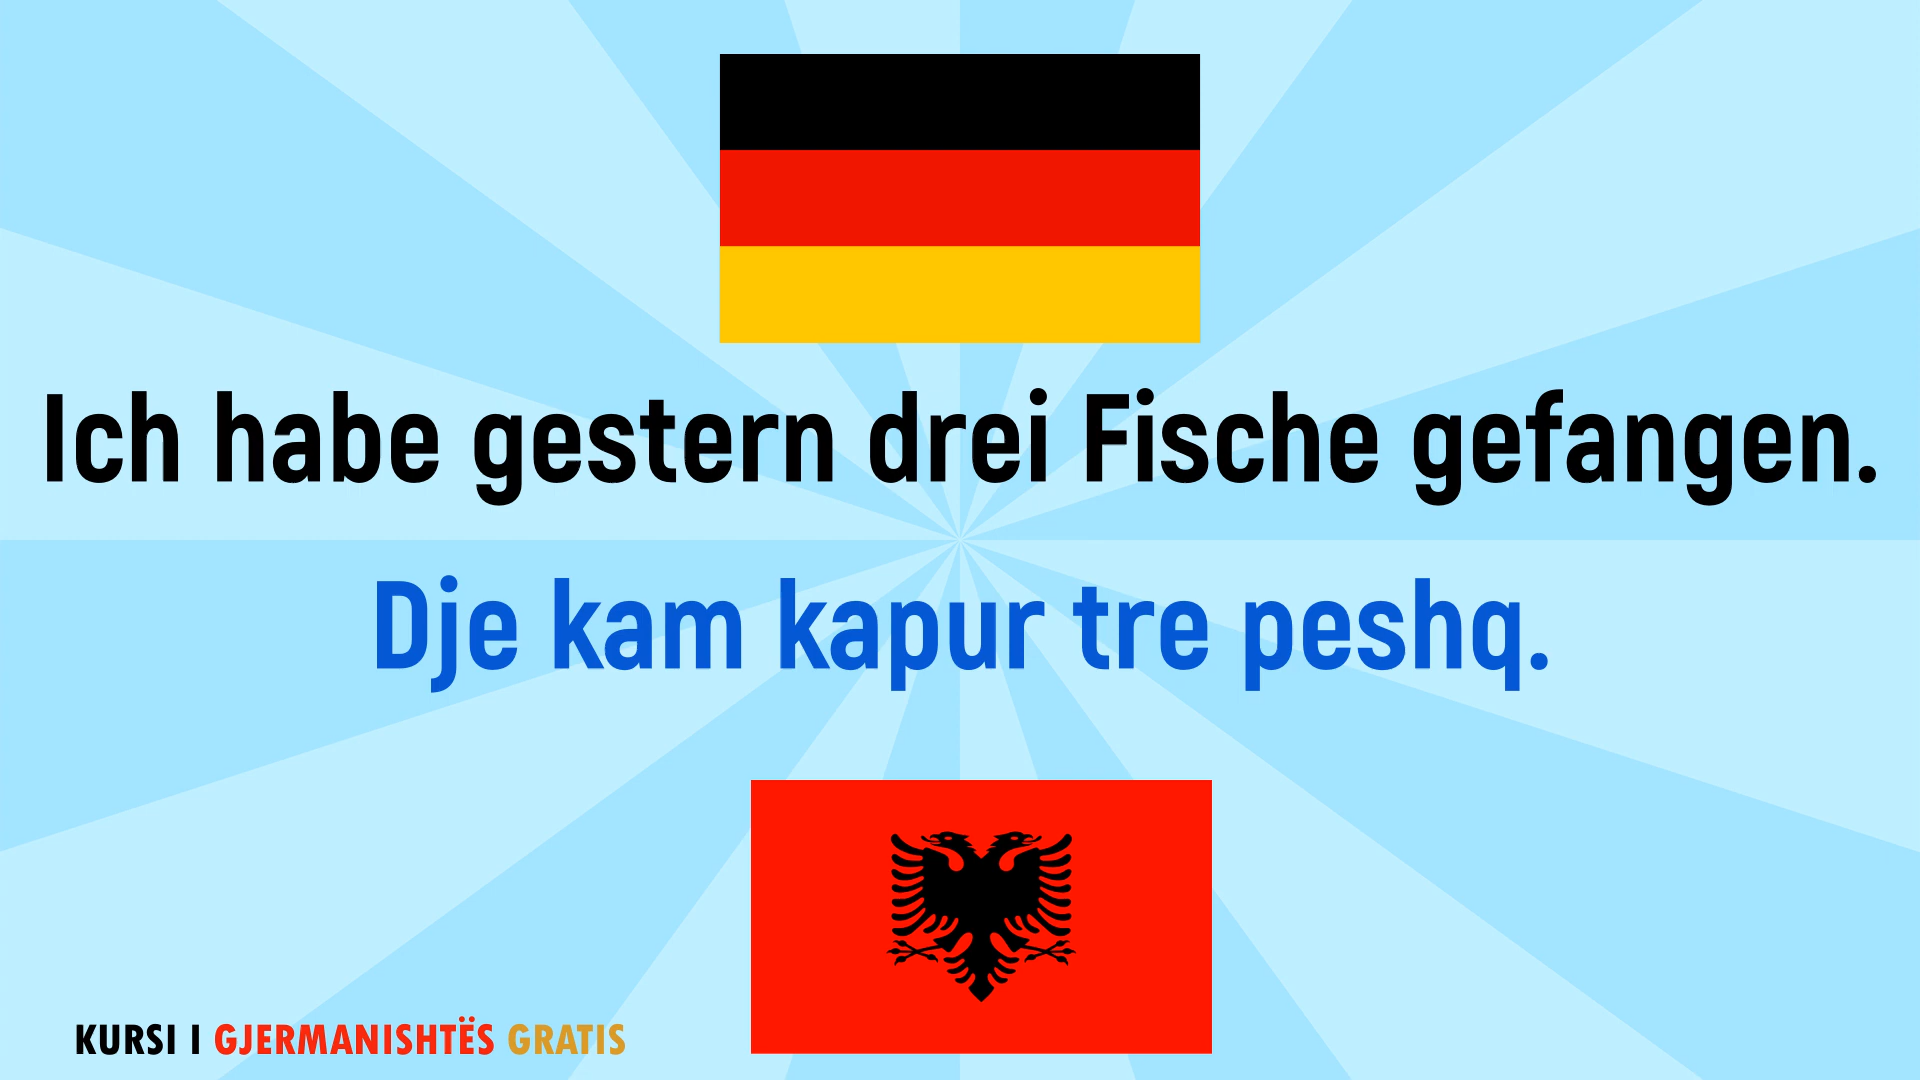 Ich habe gestern drei Fische gefangen.
Dje kam kapur tre peshq.
KURSI I GJERMANISHTËS GRATIS